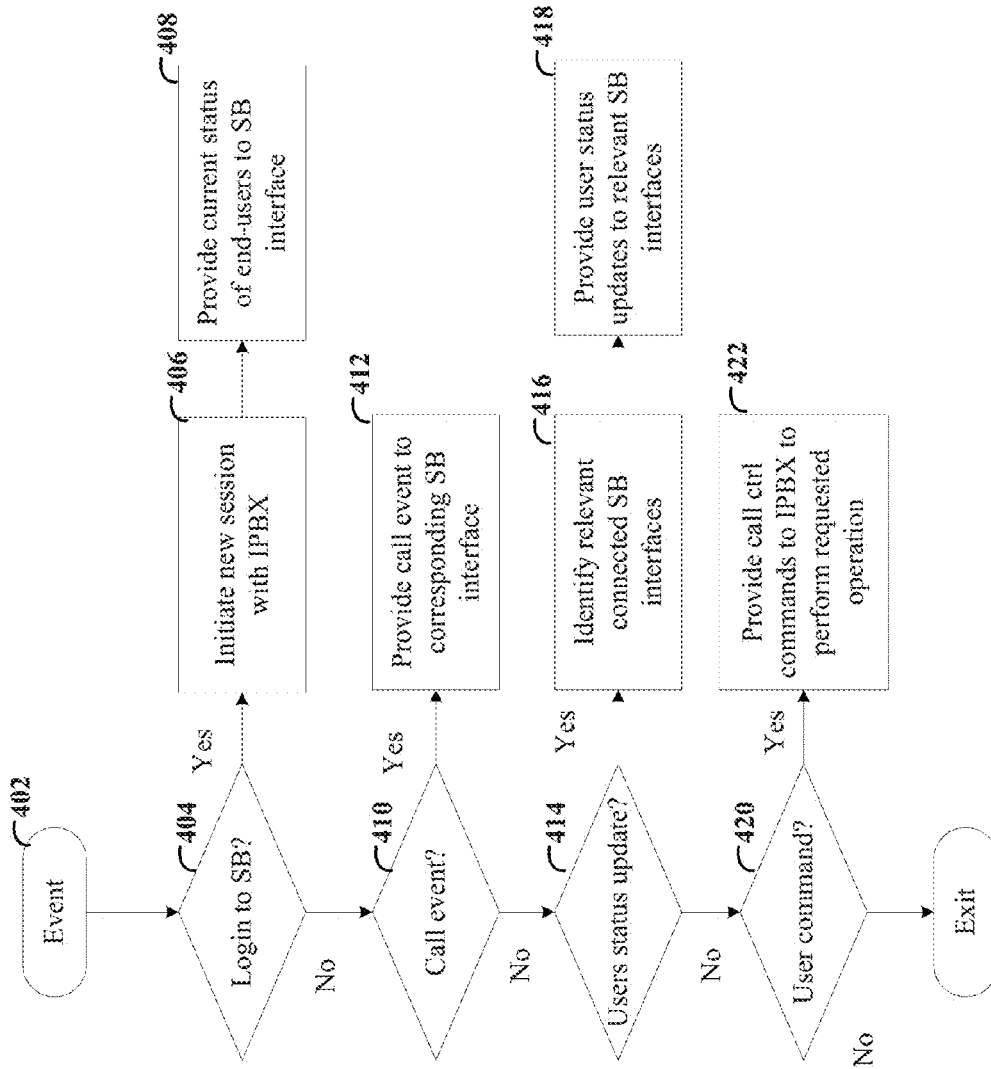 402
Event
404
Login to SB?
Yes
No
406
Initiate new session
with IPBX
408
Provide current status
of end-users to SB
interface
410
Call event?
Yes
No
412
Provide call event to
corresponding SB
interface
414
Users status update?
Yes
No
416
Identify relevant
connected SB
interfaces
418
Provide user status
updates to relevant SB
interfaces
420
User command?
Yes
No
422
Provide call ctrl
commands to IPBX to
perform requested
operation
Exit